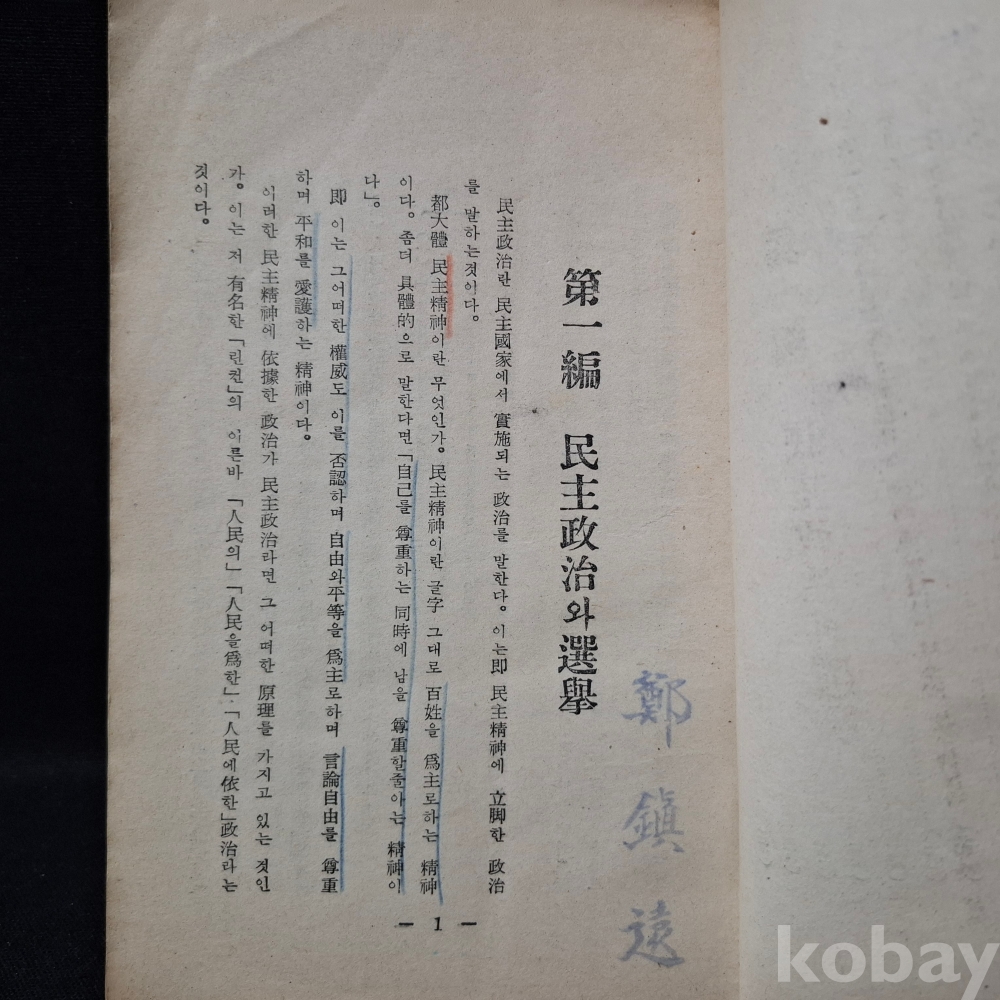 第一編 民主政治와 選擧
鄭鎭遠
民主政治란 民主國家에서 實施되는 政治를 말한다。이는即 民主精神에 立脚한 政治
를 말하는것이다。
都大體 民主精神이란 무엇인가。民主精神이란 글字 그대로 百姓을 爲主로하는 精神
이다。좀더 具體的으로 말한다면「自己를 尊重하는 同時에 남을 尊重할줄아는 精神이
다」。
即 이는 그어떠한 權威도 이를 否認하며 自由와平等을 爲主로하며 言論自由를 尊重
하며 平和를 愛護하는 精神이다。
이러한 民主精神에 依據한 政治가 民主政治라면 그 어떠한 原理를 가지고 있는 것인
가。이는 저 有名한「린컨」의 이른바 「人民의」「人民을爲한」「人民에依한」政治라는
것이다。
— 1 —
kobay